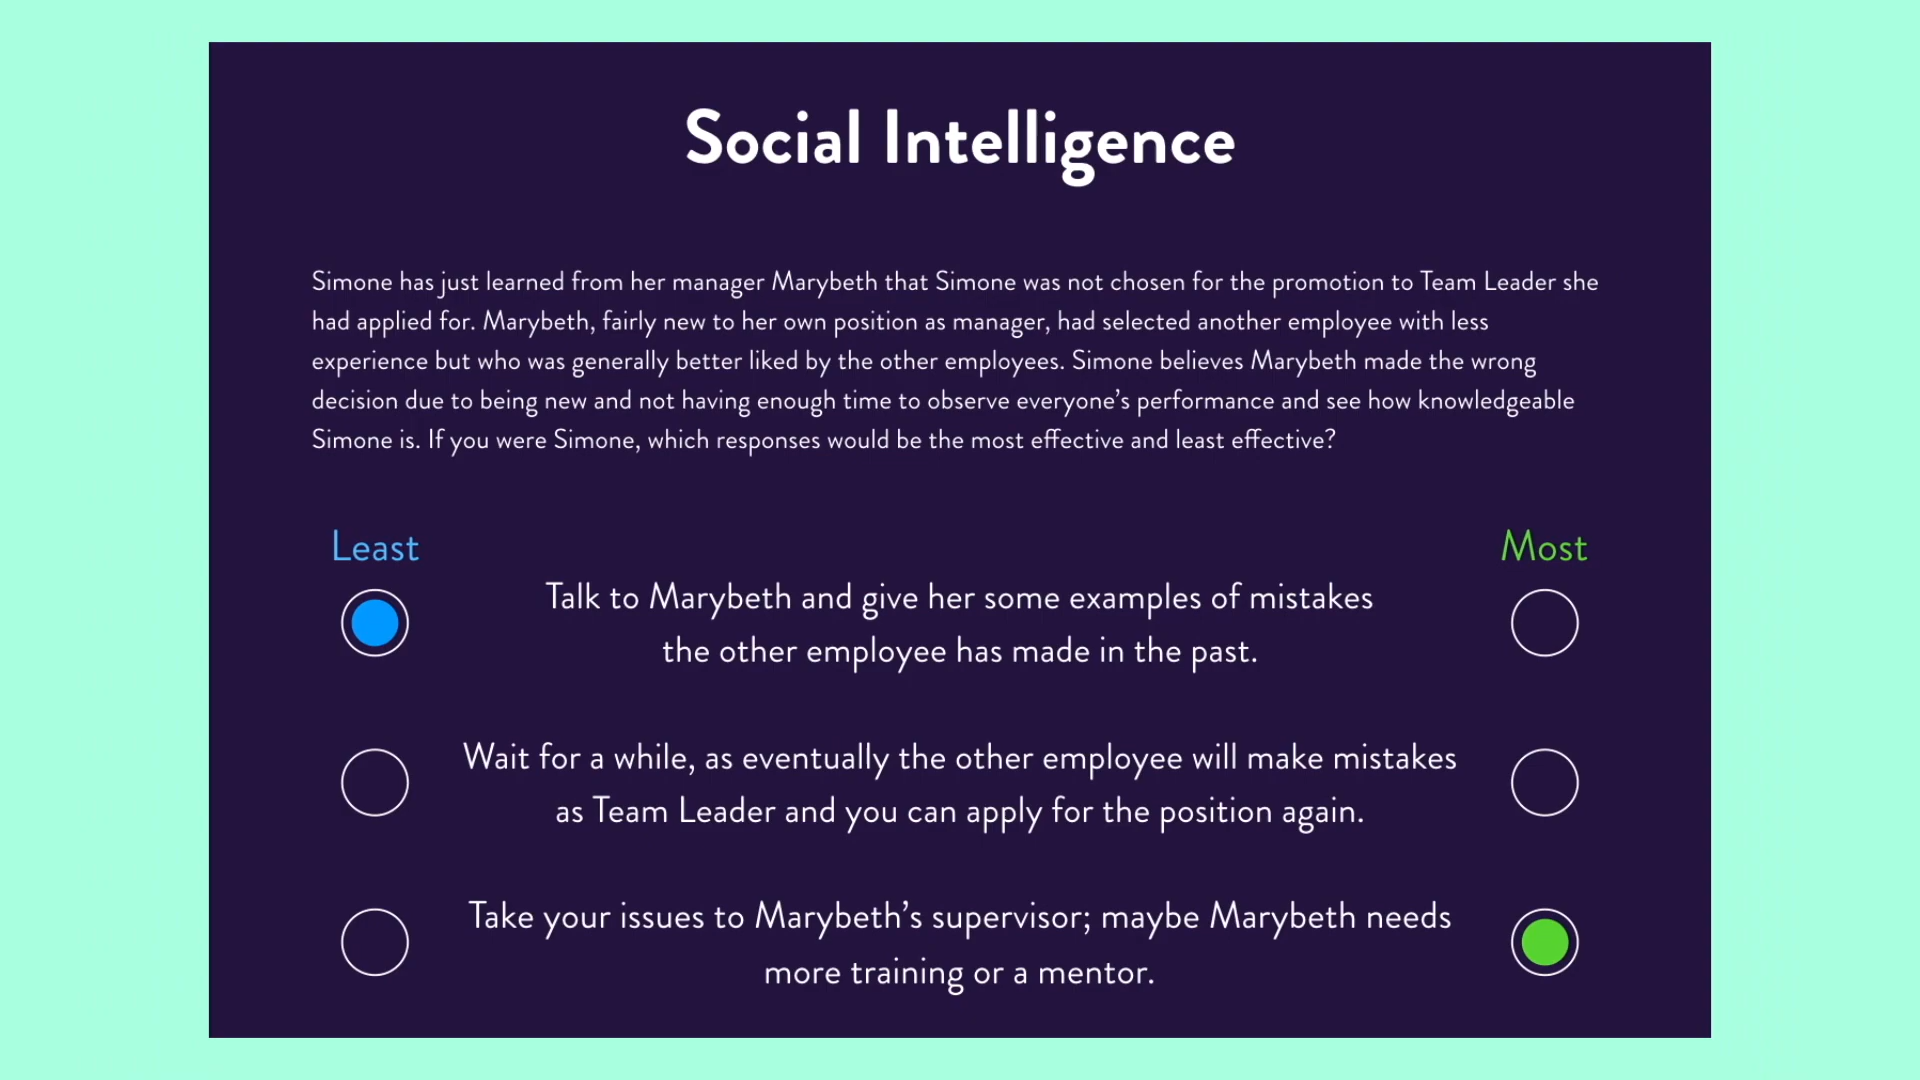 Social Intelligence
Simone has just learned from her manager Marybeth that Simone was not chosen for the promotion to Team Leader she
had applied for. Marybeth, fairly new to her own position as manager, had selected another employee with less
experience but who was generally better liked by the other employees. Simone believes Marybeth made the wrong
decision due to being new and not having enough time to observe everyone’s performance and see how knowledgeable
Simone is. If you were Simone, which responses would be the most effective and least effective?
Least
Most
Talk to Marybeth and give her some examples of mistakes
the other employee has made in the past.
Wait for a while, as eventually the other employee will make mistakes
as Team Leader and you can apply for the position again.
Take your issues to Marybeth’s supervisor; maybe Marybeth needs
more training or a mentor.